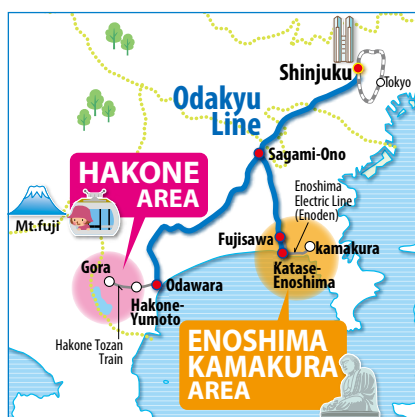 Shinjuku
Tokyo
Odakyu
Line
Sagami-Ono
HAKONE
AREA
Enoshima
Electric Line
(Enoden)
Mt.fuji
Fujisawa
kamakura
Katase-
Enoshima
Gora
Odawara
Hakone-
Yumoto
Hakone Tozan
Train
ENOSHIMA
KAMAKURA
AREA